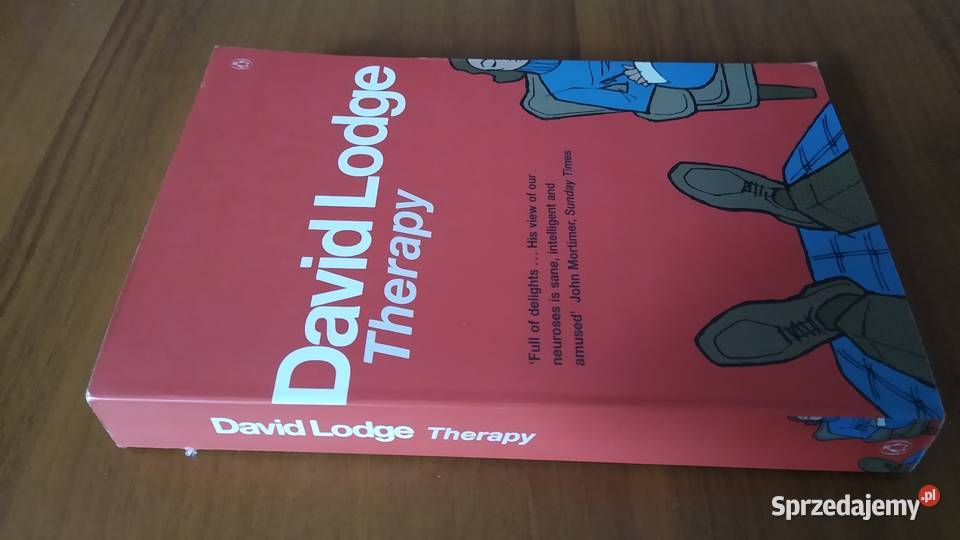 David Lodge
Therapy
'Full of delights ... His view of our
neuroses is sane, intelligent and
amused' John Mortimer, Sunday Times
David Lodge Therapy
Sprzedajemy.pl